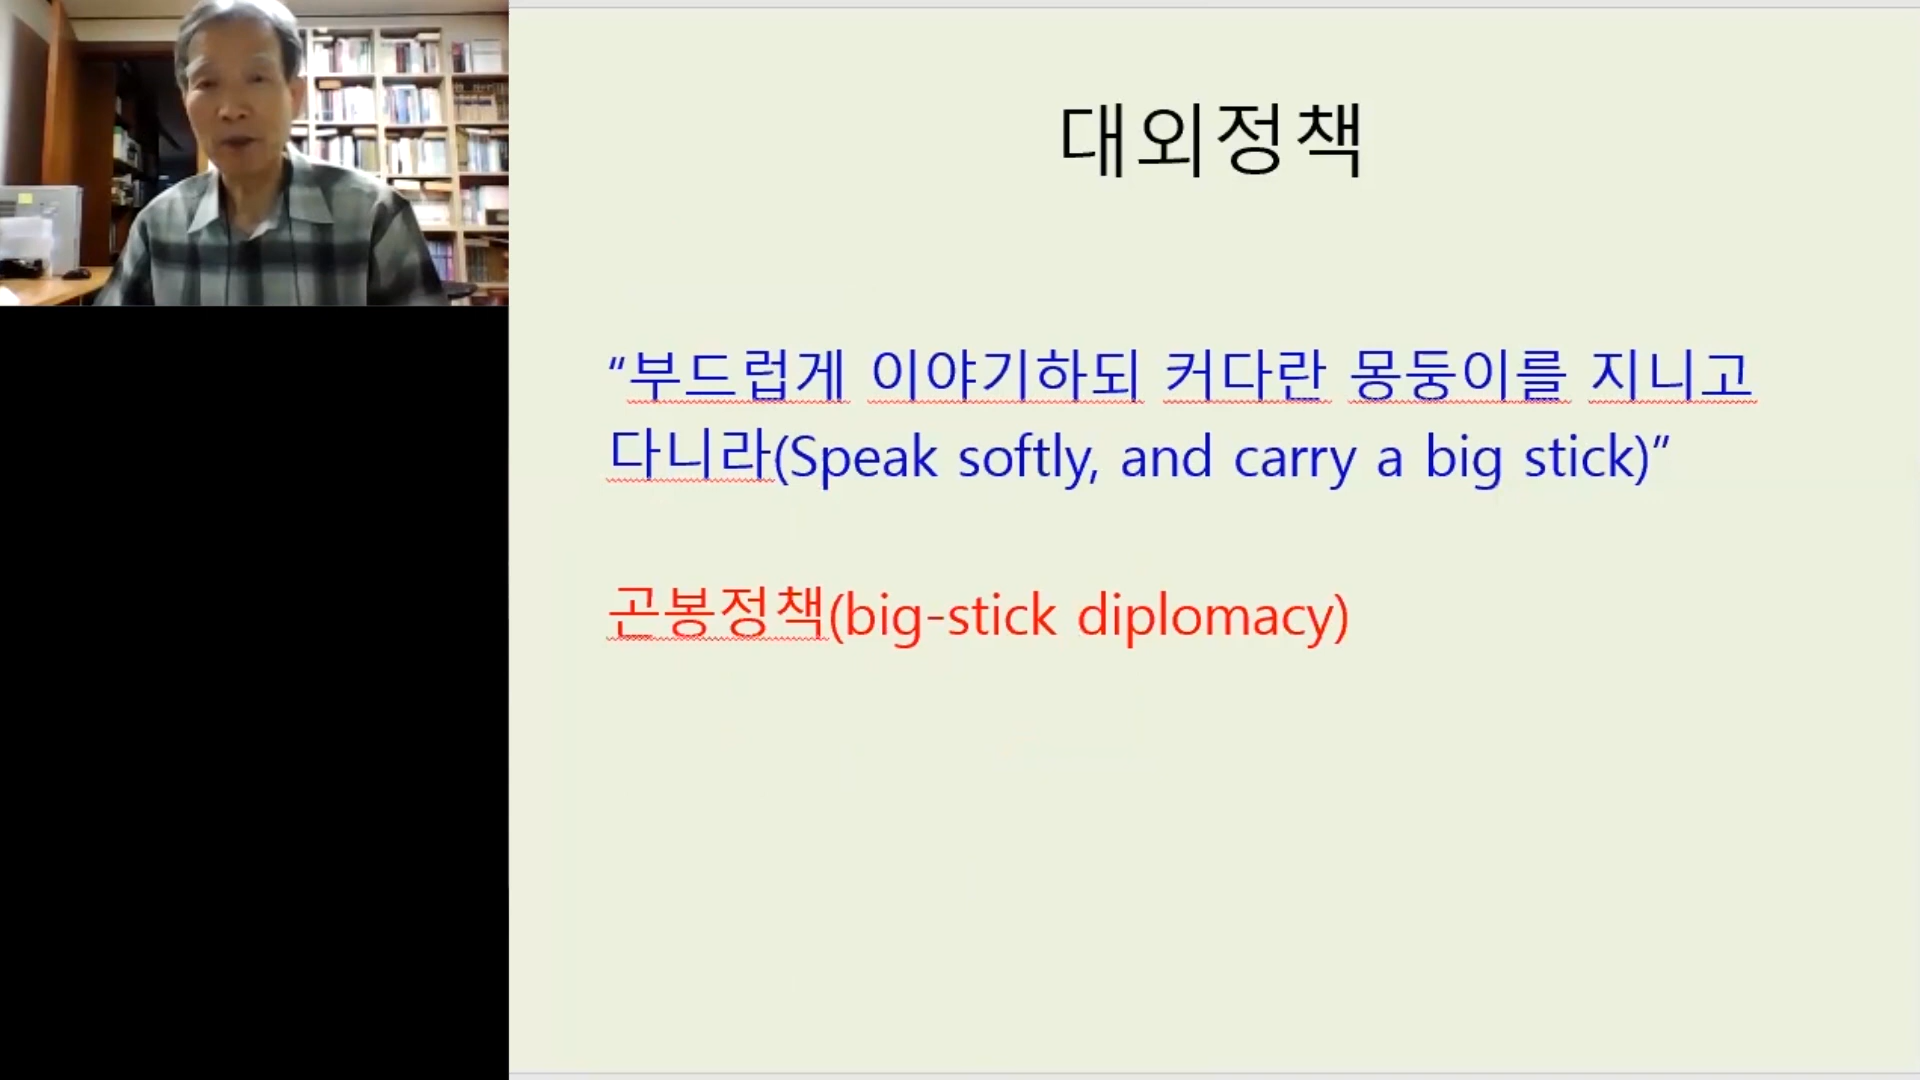 대외정책
“부드럽게 이야기하되 커다란 몽둥이를 지니고
다니라(Speak softly, and carry a big stick)”
곤봉정책(big-stick diplomacy)